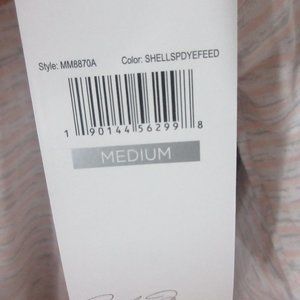 Style: MM8870A Color: SHELLSPDYEFEED
1 90144 56299 8
MEDIUM